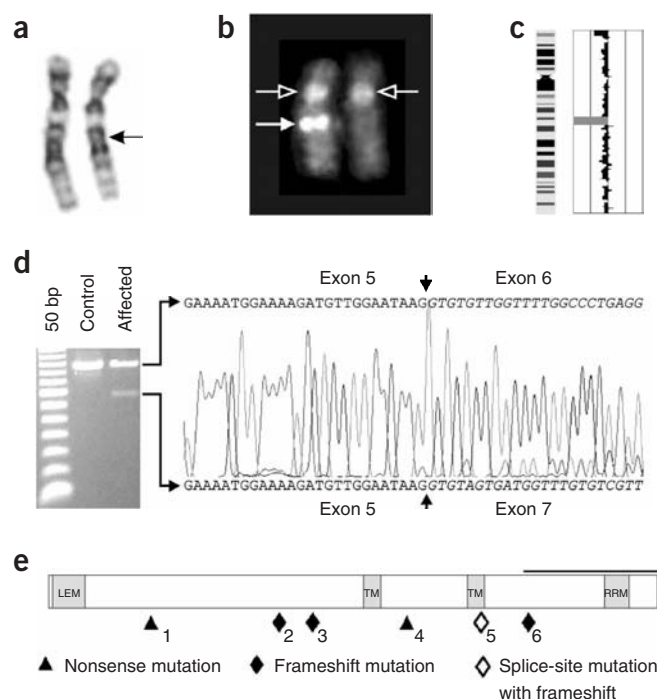 a
b
c
d
50 bp
Control
Affected
Exon 5 Exon 6
GAAAATGGAAAAGATGTTGGAATAAGGTGTGTTGGTTTTGGCCCTGAGG
GAAAATGGAAAAGATGTTGGAATAAGGTGTAGTGATGGTTTGTGTCGTT
Exon 5 Exon 7
e
LEM TM TM RRM
1 2 3 4 5 6
Nonsense mutation Frameshift mutation Splice-site mutation
with frameshift